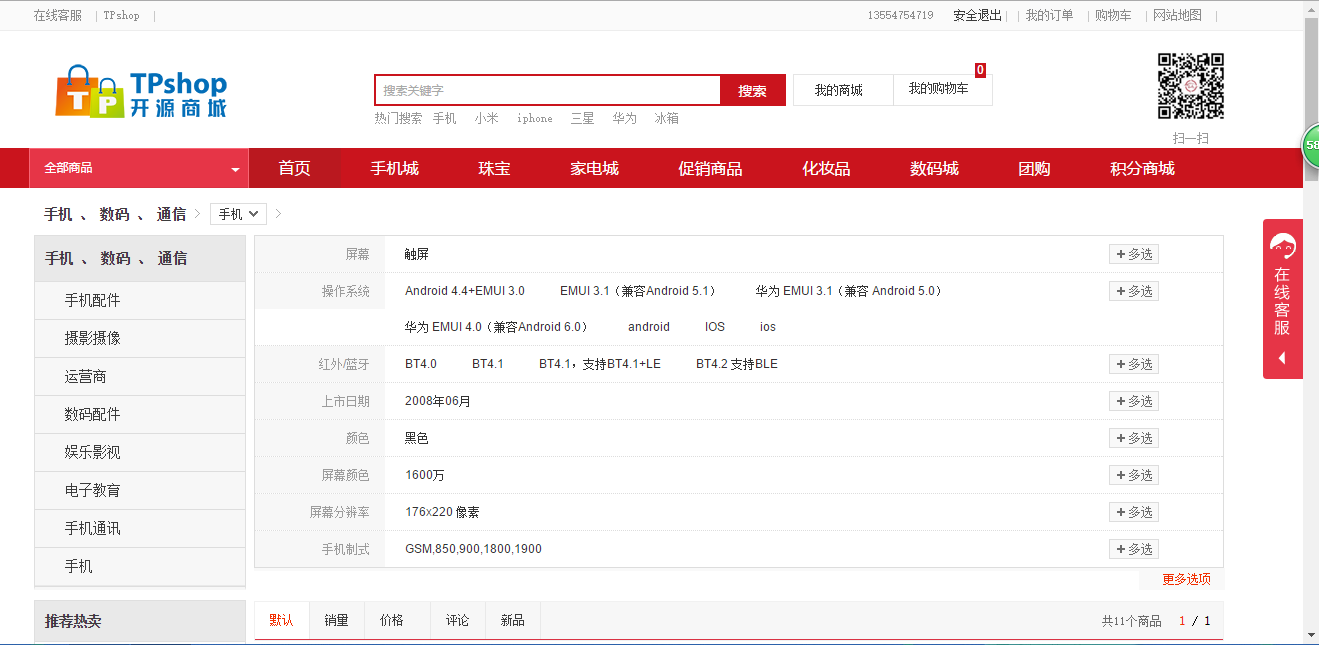 在线客服 | TPshop |
13554754719 安全退出 | 我的订单 | 购物车 | 网站地图 |
TPshop
开源商城
搜索关键字 搜索 我的商城 我的购物车 0
热门搜索 手机 小米 iphone 三星 华为 冰箱
扫一扫
58
全部商品 首页 手机城 珠宝 家电城 促销商品 化妆品 数码城 团购 积分商城
手机 、 数码 、 通信 > 手机 >
手机 、 数码 、 通信
手机配件
摄影摄像
运营商
数码配件
娱乐影视
电子教育
手机通讯
手机
推荐热卖
屏幕 触屏 +多选
操作系统 Android 4.4+EMUI 3.0 EMUI 3.1（兼容Android 5.1） 华为 EMUI 3.1（兼容 Android 5.0） +多选
华为 EMUI 4.0（兼容Android 6.0） android IOS ios
红外/蓝牙 BT4.0 BT4.1 BT4.1，支持BT4.1+LE BT4.2 支持BLE +多选
上市日期 2008年06月 +多选
颜色 黑色 +多选
屏幕颜色 1600万 +多选
屏幕分辨率 176x220 像素 +多选
手机制式 GSM,850,900,1800,1900 +多选
更多选项
默认 销量 价格 评论 新品 共11个商品 1 / 1
在线客服